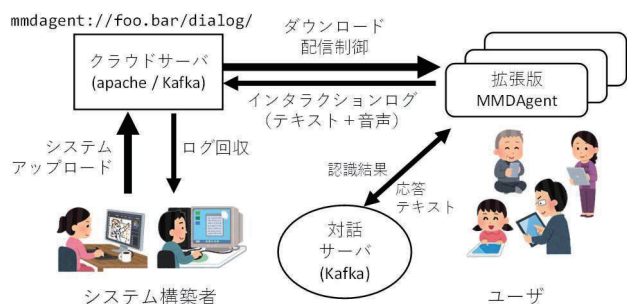 mmdagent://foo.bar/dialog/
クラウドサーバ
(apache / Kafka)
ダウンロード
配信制御
インタラクションログ
（テキスト＋音声）
拡張版
MMDAgent
システム
アップロード
ログ回収
認識結果
応答
テキスト
対話
サーバ
(Kafka)
システム構築者
ユーザ